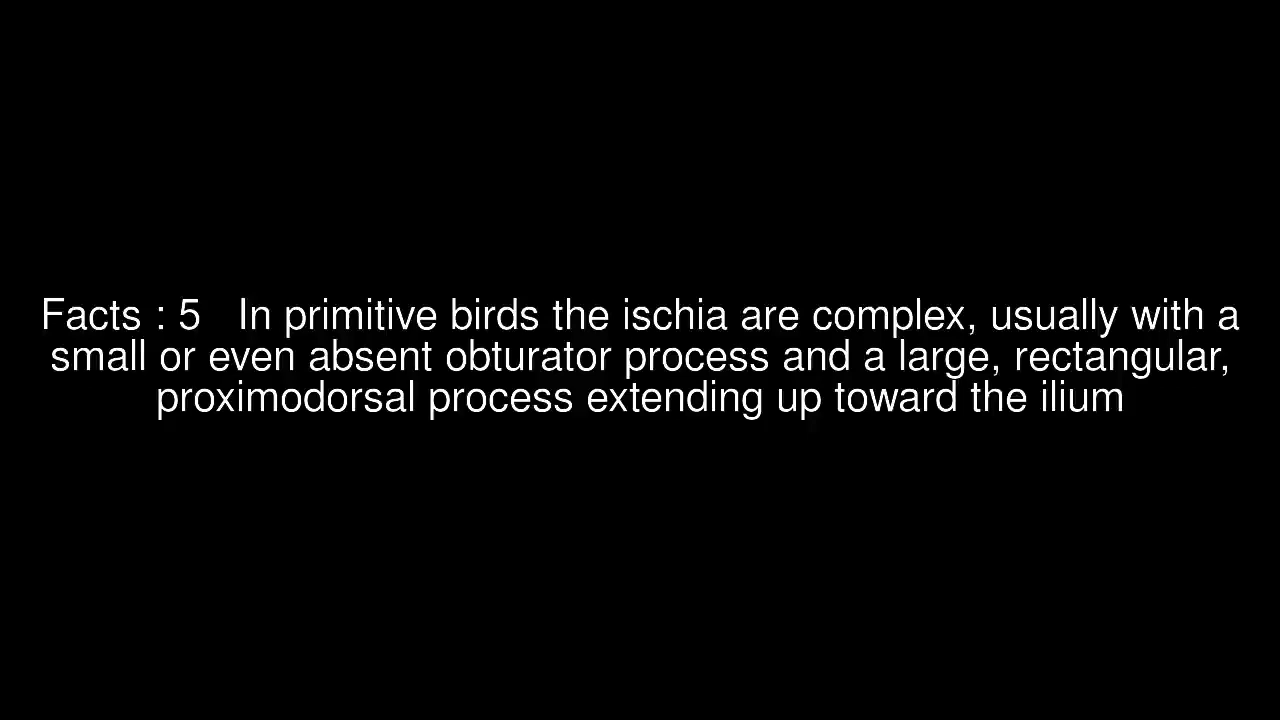 Facts : 5   In primitive birds the ischia are complex, usually with a
small or even absent obturator process and a large, rectangular,
proximodorsal process extending up toward the ilium